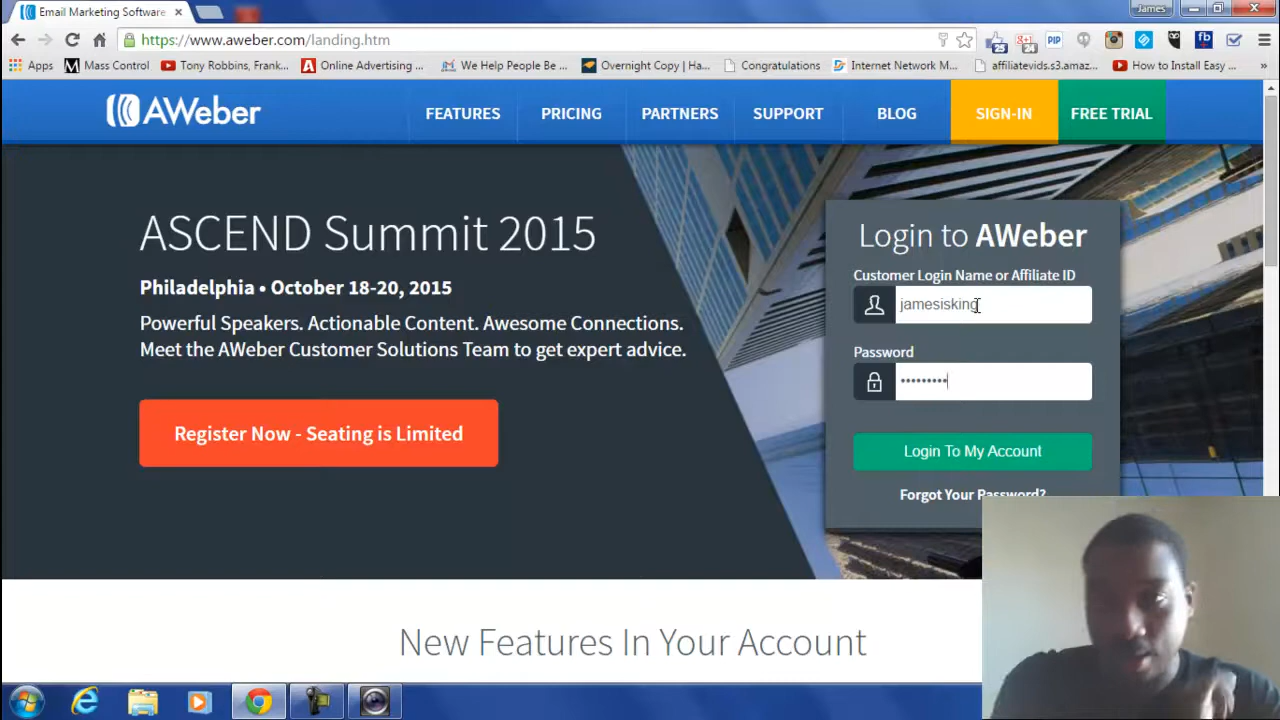 Email Marketing Software
James
https://www.aweber.com/landing.htm
25
24
PIP
fb
Apps
Mass Control
Tony Robbins, Frank...
Online Advertising ...
We Help People Be ...
Overnight Copy | Ha...
Congratulations
Internet Network M...
affiliatevids.s3.amaz...
How to Install Easy ...
»
AWeber
FEATURES
PRICING
PARTNERS
SUPPORT
BLOG
SIGN-IN
FREE TRIAL
ASCEND Summit 2015
Philadelphia • October 18-20, 2015
Powerful Speakers. Actionable Content. Awesome Connections.
Meet the AWeber Customer Solutions Team to get expert advice.
Register Now - Seating is Limited
Login to AWeber
Customer Login Name or Affiliate ID
jamesisking
Password
•••••••••
Login To My Account
Forgot Your Password?
New Features In Your Account